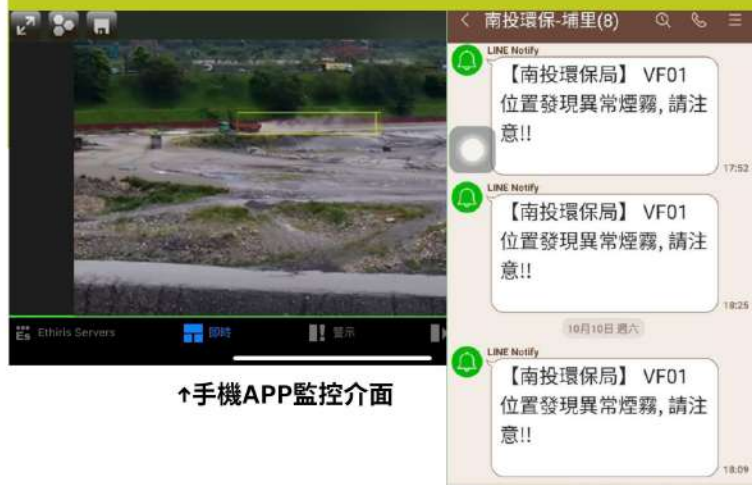 南投環保-埔里(8)
LINE Notify
【南投環保局】 VF01
位置發現異常煙霧, 請注
意!!
17:52
LINE Notify
【南投環保局】 VF01
位置發現異常煙霧, 請注
意!!
18:25
10月10日 週六
LINE Notify
【南投環保局】 VF01
位置發現異常煙霧, 請注
意!!
18:09
Es Ethiris Servers
即時
警示
↑手機APP監控介面